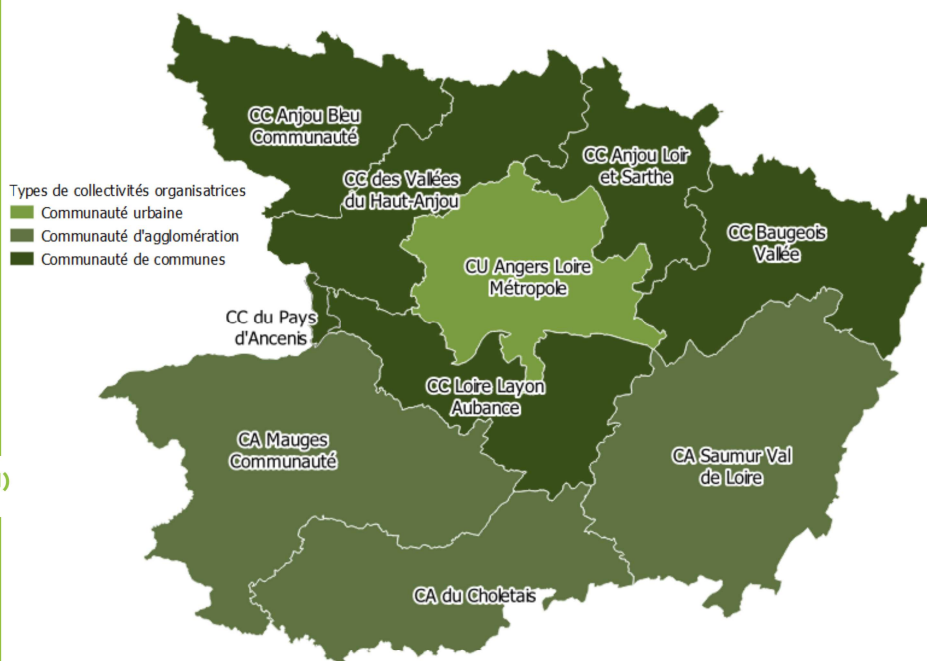 CC Anjou Bleu
Communauté
CC Anjou Loir
et Sarthe
CC des Vallées
du Haut-Anjou
Types de collectivités organisatrices
Communauté urbaine
Communauté d'agglomération
Communauté de communes
CC Baugeois
Vallée
CU Angers Loire
Métropole
CC du Pays
d'Ancenis
CC Loire Layon
Aubance
CA Mauges
Communauté
CA Saumur Val
de Loire
)
CA du Choletais